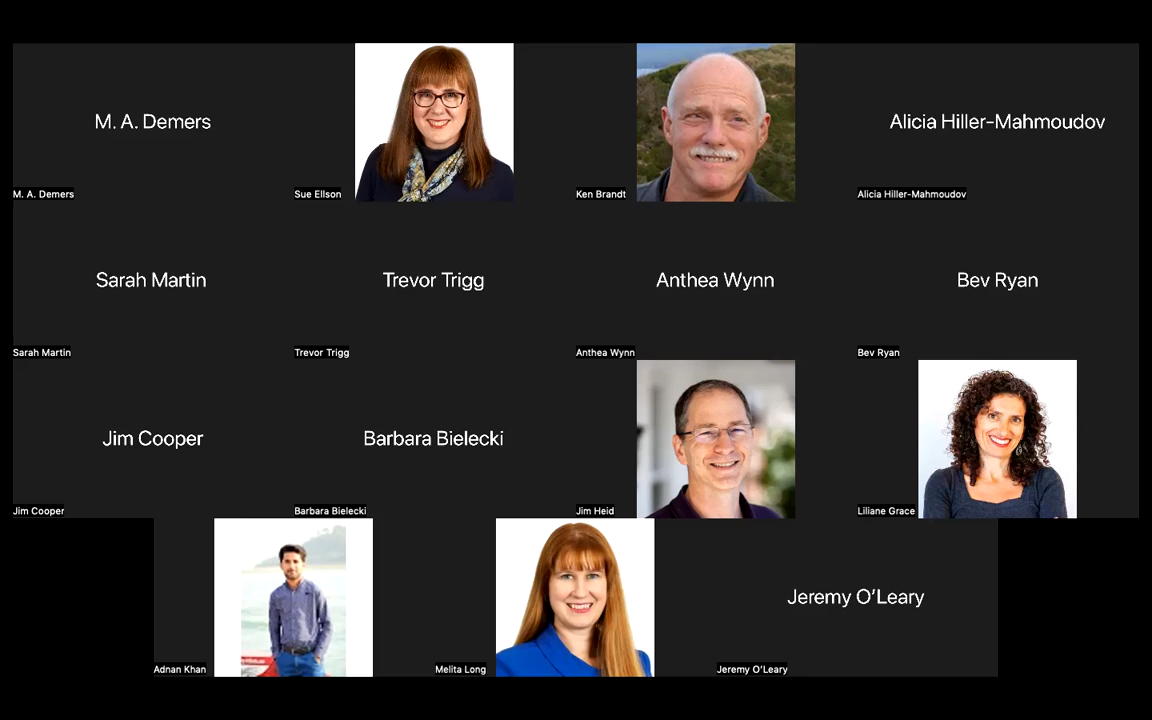 M. A. Demers
Alicia Hiller-Mahmoudov
M. A. Demers
Sue Ellson
Ken Brandt
Alicia Hiller-Mahmoudov
Sarah Martin
Trevor Trigg
Anthea Wynn
Bev Ryan
Sarah Martin
Trevor Trigg
Anthea Wynn
Bev Ryan
Jim Cooper
Barbara Bielecki
Jim Cooper
Barbara Bielecki
Jim Heid
Liliane Grace
Jeremy O’Leary
Adnan Khan
Melita Long
Jeremy O’Leary